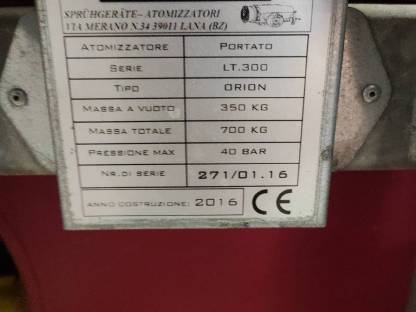 SPRÜHGERÄTE- ATOMIZZATORI
VIA MERANO N.34 39011 LANA (BZ)
ATOMIZZATORE PORTATO
SERIE LT.300
TIPO ORION
MASSA A VUOTO 350 KG
MASSA TOTALE 700 KG
PRESSIONE MAX 40 BAR
NR.DI SERIE 271/01.16
ANNO COSTRUZIONE: 2016 CE